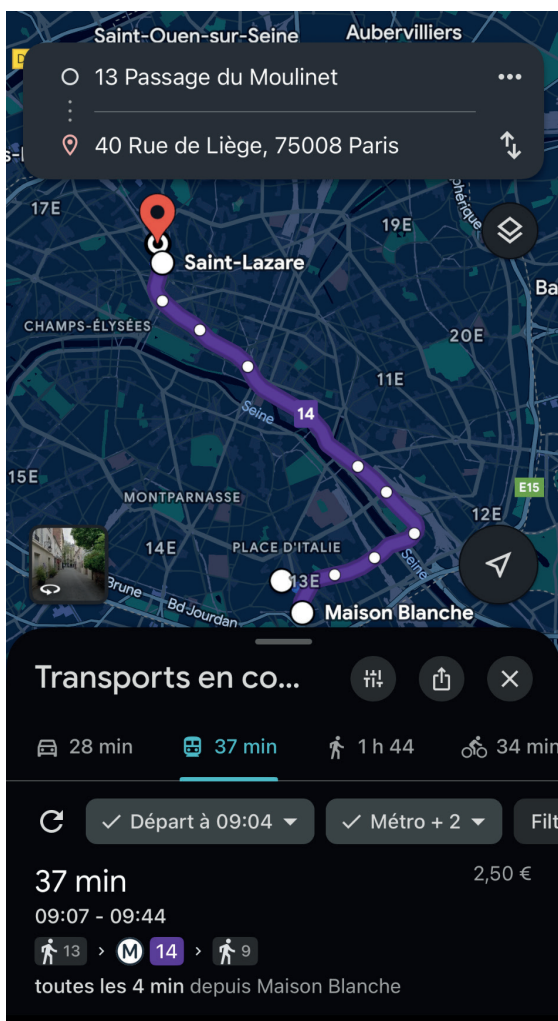 Saint-Ouen-sur-Seine
Aubervilliers
13 Passage du Moulinet
40 Rue de Liège, 75008 Paris
17E
19E
Saint-Lazare
CHAMPS-ÉLYSÉES
20E
11E
14
Seine
15E
MONTPARNASSE
E15
12E
14E
PLACE D'ITALIE
13E
Seine
Brune
Bd Jourdan
Maison Blanche
Transports en co...
28 min
37 min
1 h 44
34 min
Départ à 09:04
Métro + 2
Filt
37 min
2,50 €
09:07 - 09:44
13 > M 14 > 9
toutes les 4 min depuis Maison Blanche